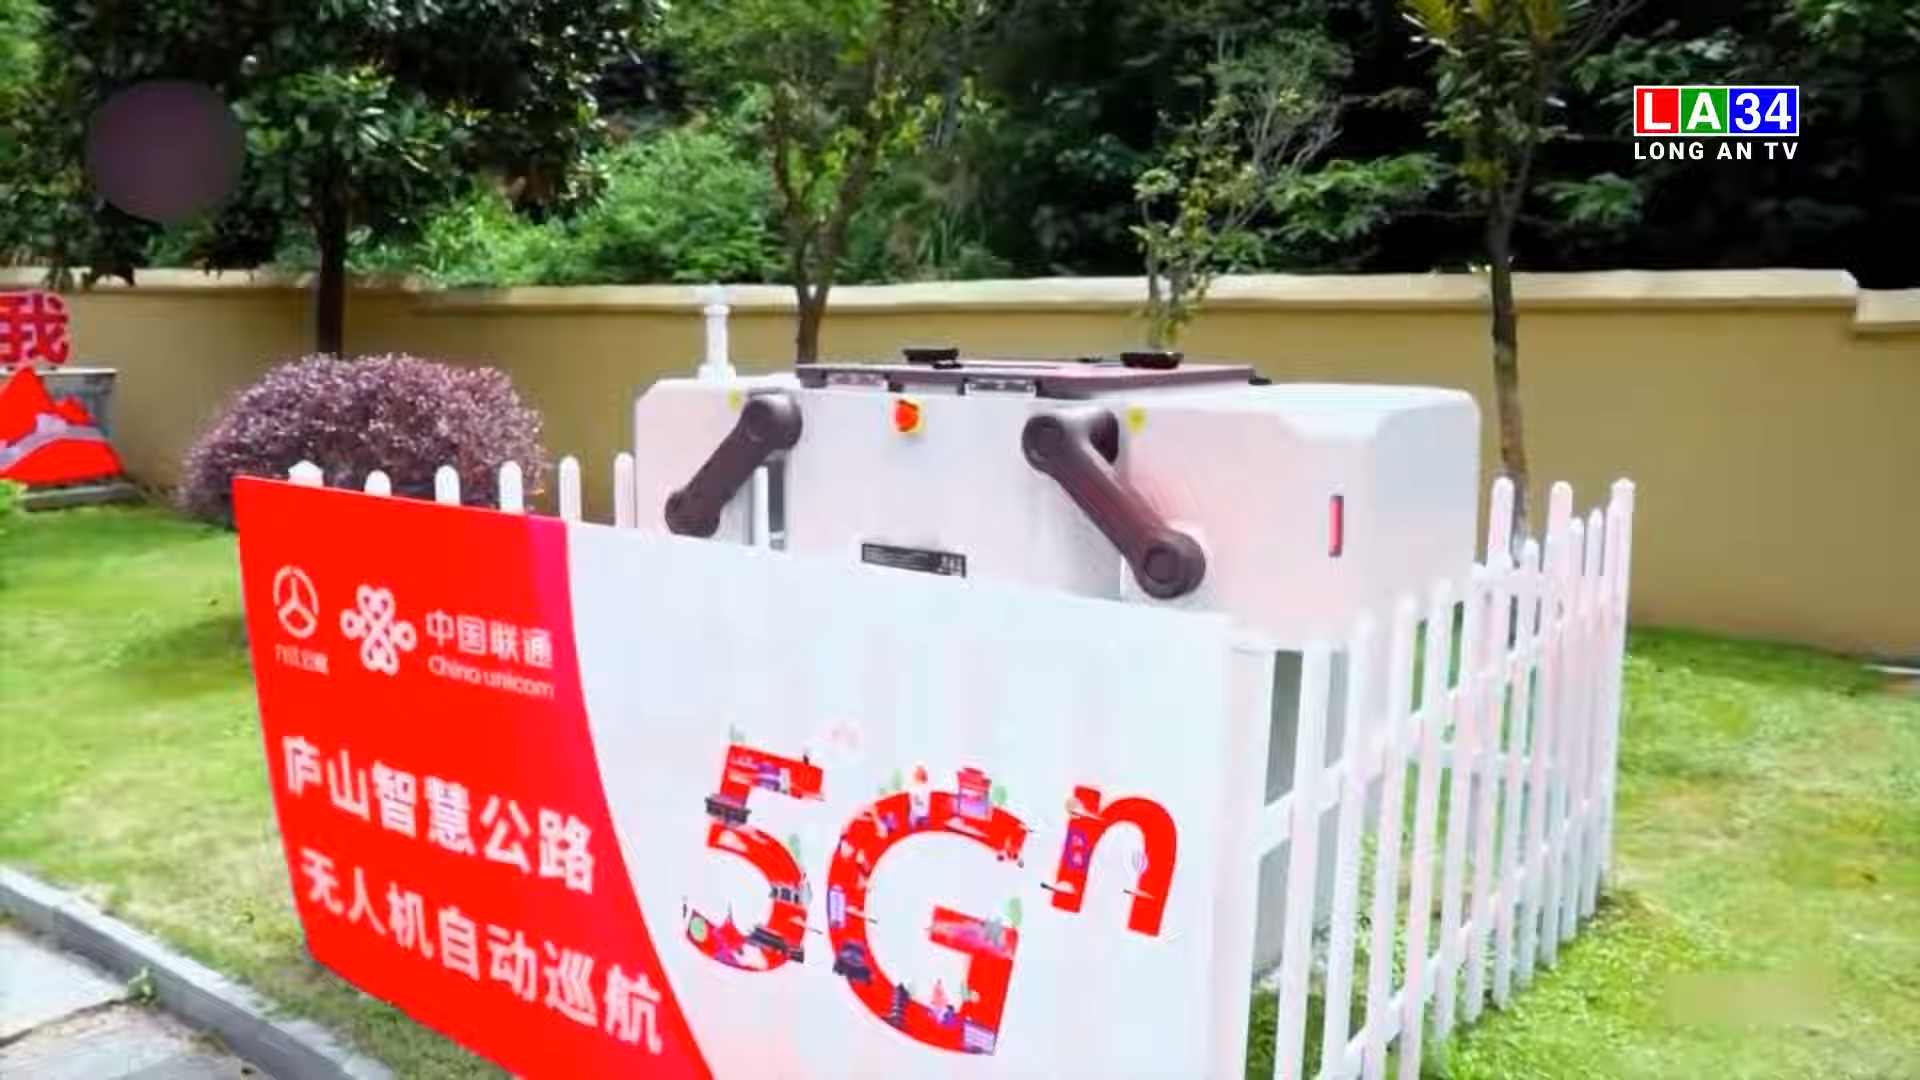 LA34
LONG AN TV
我
中国联通
China unicom
庐山智慧公路
无人机自动巡航
5Gⁿ